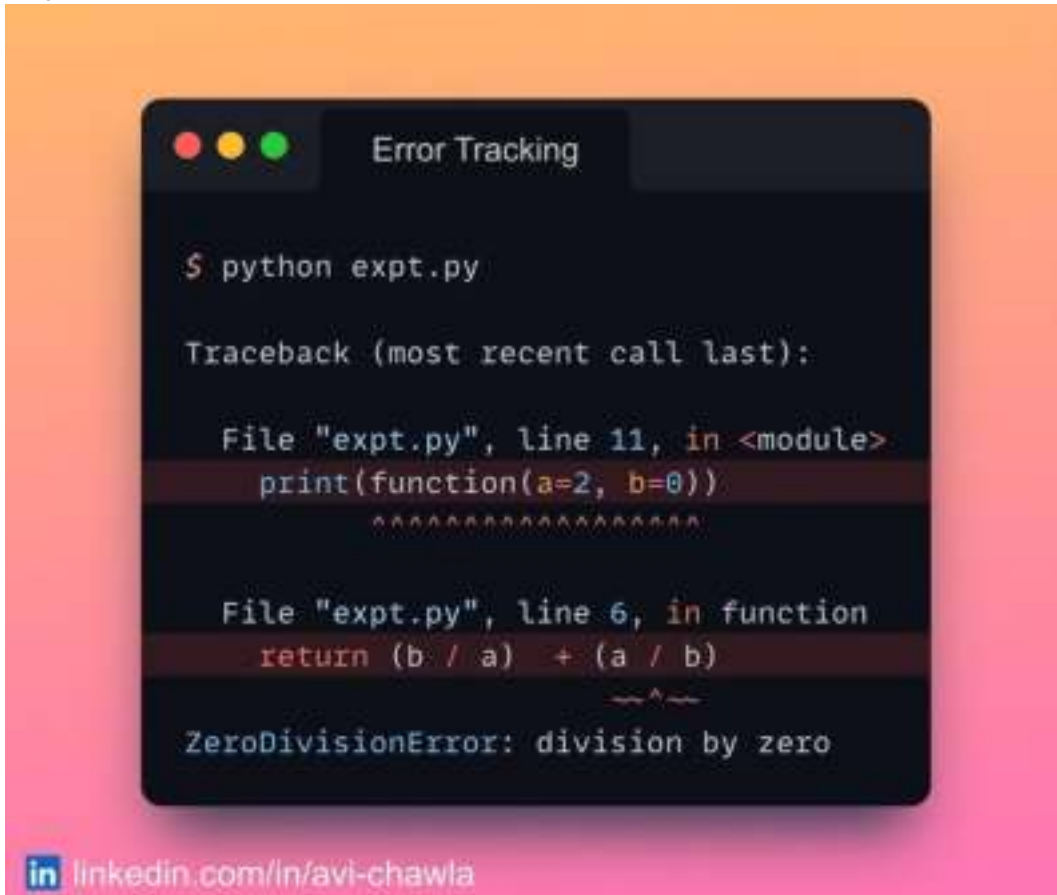 Error Tracking
$ python expt.py
Traceback (most recent call last):
File "expt.py", line 11, in <module>
print(function(a=2, b=0))
^^^^^^^^^^^^^^^^^^
File "expt.py", line 6, in function
return (b / a)  + (a / b)
~~^~~
ZeroDivisionError: division by zero
in linkedin.com/in/avi-chawla